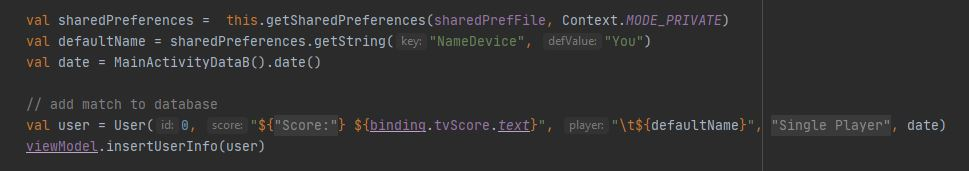 val sharedPreferences = this.getSharedPreferences(sharedPrefFile, Context.MODE_PRIVATE)
val defaultName = sharedPreferences.getString( key: "NameDevice", defValue: "You")
val date = MainActivityDataB().date()
// add match to database
val user = User( id: 0, score: "${"Score:"} ${binding.tvScore.text}", player: "\t${defaultName}", "Single Player", date)
viewModel.insertUserInfo(user)